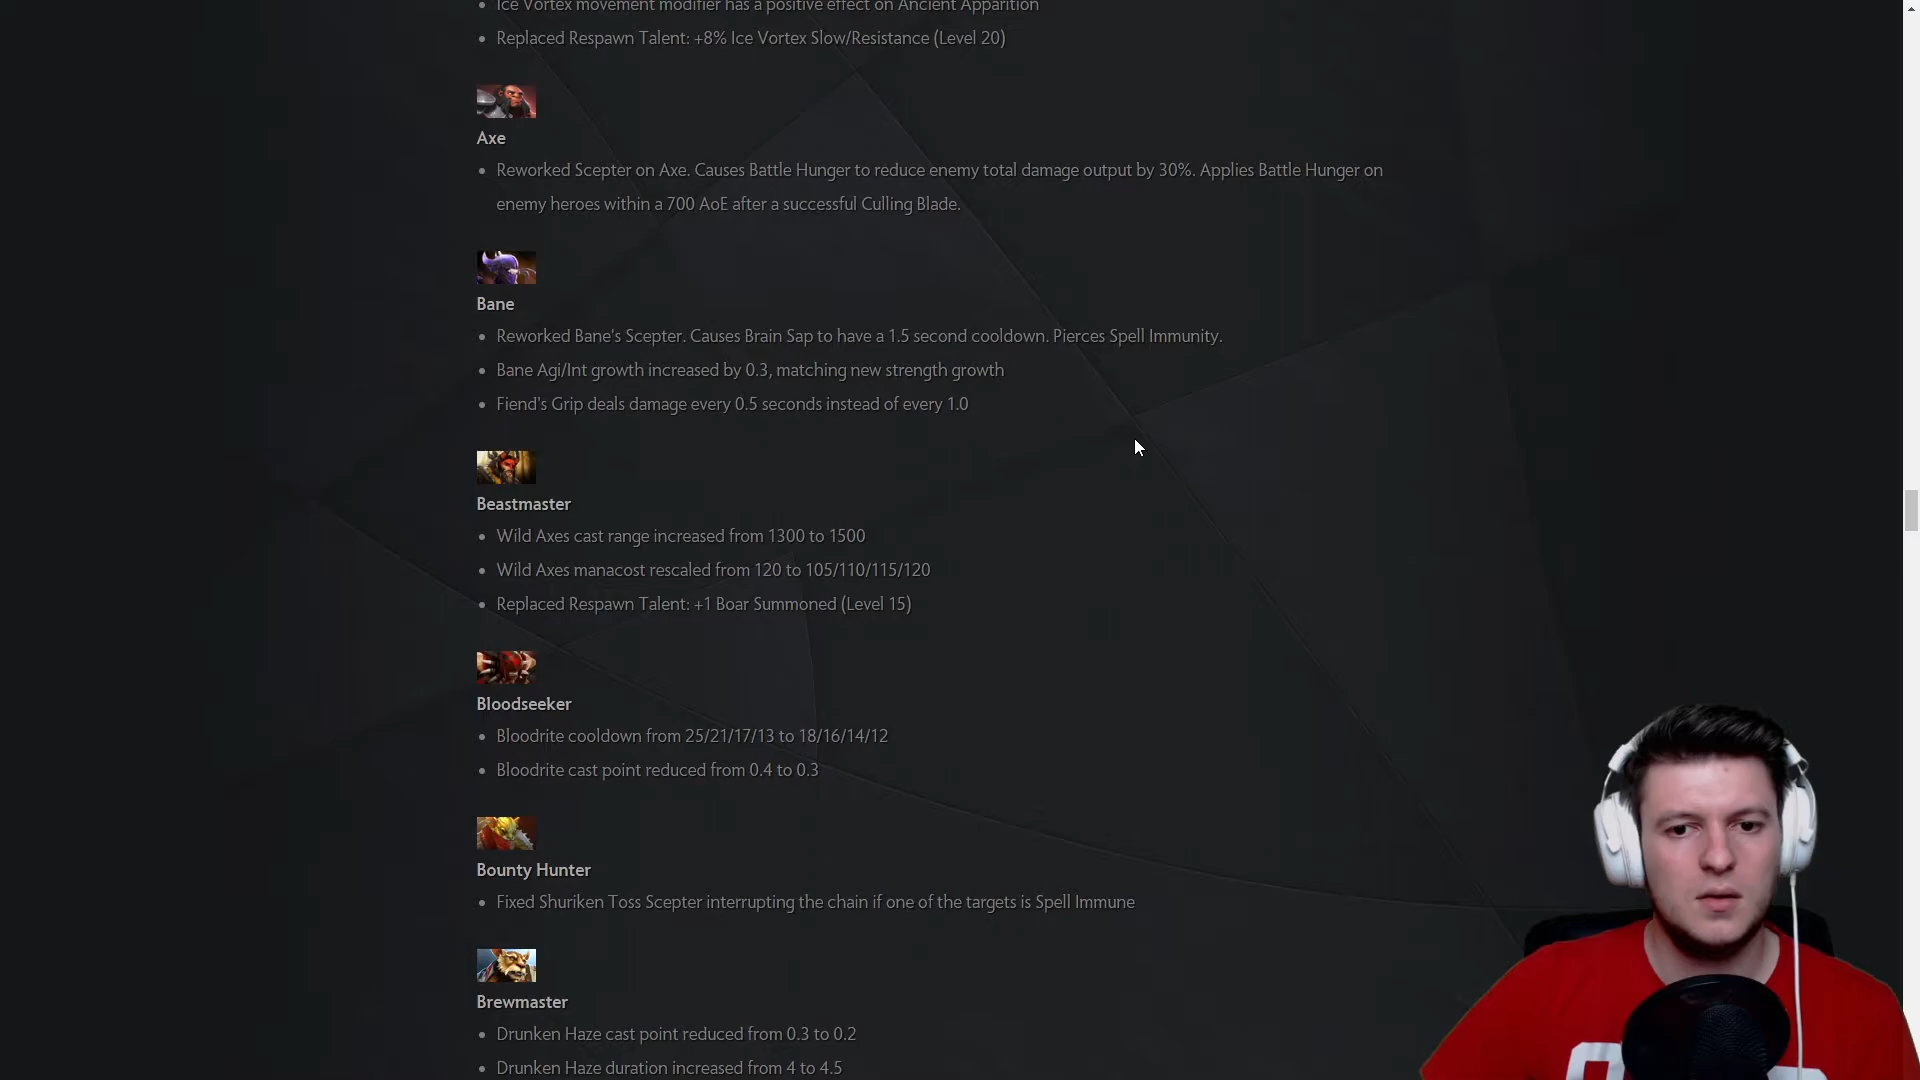 Ice Vortex movement modifier has a positive effect on Ancient Apparition
Replaced Respawn Talent: +8% Ice Vortex Slow/Resistance (Level 20)
Axe
Reworked Scepter on Axe. Causes Battle Hunger to reduce enemy total damage output by 30%. Applies Battle Hunger on
enemy heroes within a 700 AoE after a successful Culling Blade.
Bane
Reworked Bane's Scepter. Causes Brain Sap to have a 1.5 second cooldown. Pierces Spell Immunity.
Bane Agi/Int growth increased by 0.3, matching new strength growth
Fiend's Grip deals damage every 0.5 seconds instead of every 1.0
Beastmaster
Wild Axes cast range increased from 1300 to 1500
Wild Axes manacost rescaled from 120 to 105/110/115/120
Replaced Respawn Talent: +1 Boar Summoned (Level 15)
Bloodseeker
Bloodrite cooldown from 25/21/17/13 to 18/16/14/12
Bloodrite cast point reduced from 0.4 to 0.3
Bounty Hunter
Fixed Shuriken Toss Scepter interrupting the chain if one of the targets is Spell Immune
Brewmaster
Drunken Haze cast point reduced from 0.3 to 0.2
Drunken Haze duration increased from 4 to 4.5